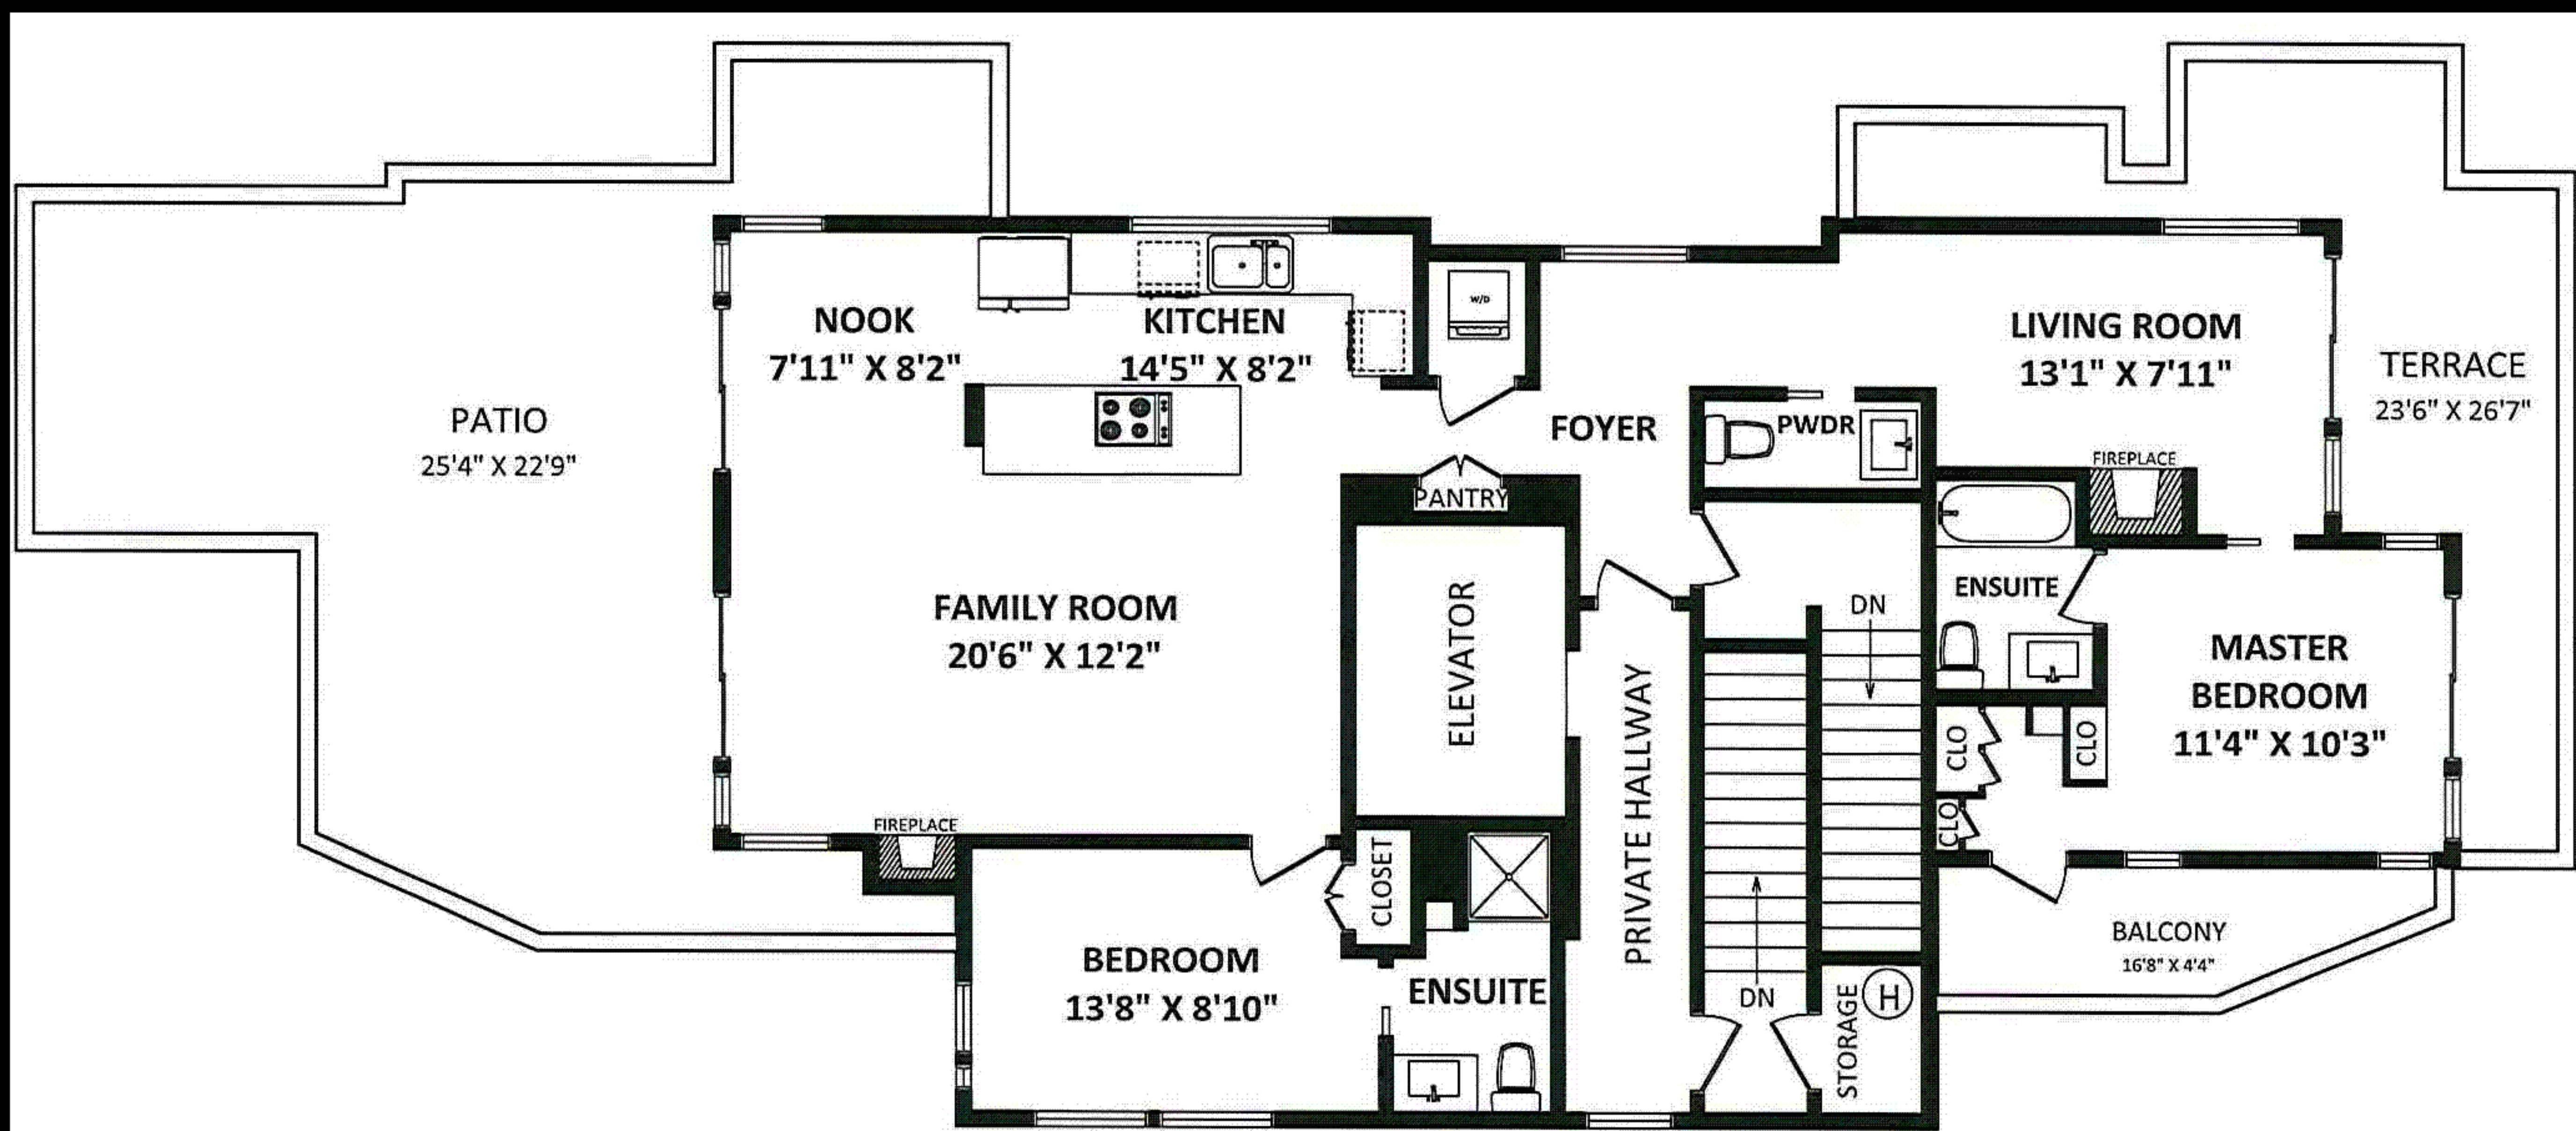 NOOK
7'11" X 8'2"
KITCHEN
14'5" X 8'2"
W/D
LIVING ROOM
13'1" X 7'11"
TERRACE
23'6" X 26'7"
PATIO
25'4" X 22'9"
FOYER
PWDR
FIREPLACE
PANTRY
ENSUITE
DN
FAMILY ROOM
20'6" X 12'2"
ELEVATOR
PRIVATE HALLWAY
MASTER
BEDROOM
11'4" X 10'3"
CLO
CLO
CLO
FIREPLACE
CLOSET
BEDROOM
13'8" X 8'10"
ENSUITE
DN
STORAGE
H
BALCONY
16'8" X 4'4"